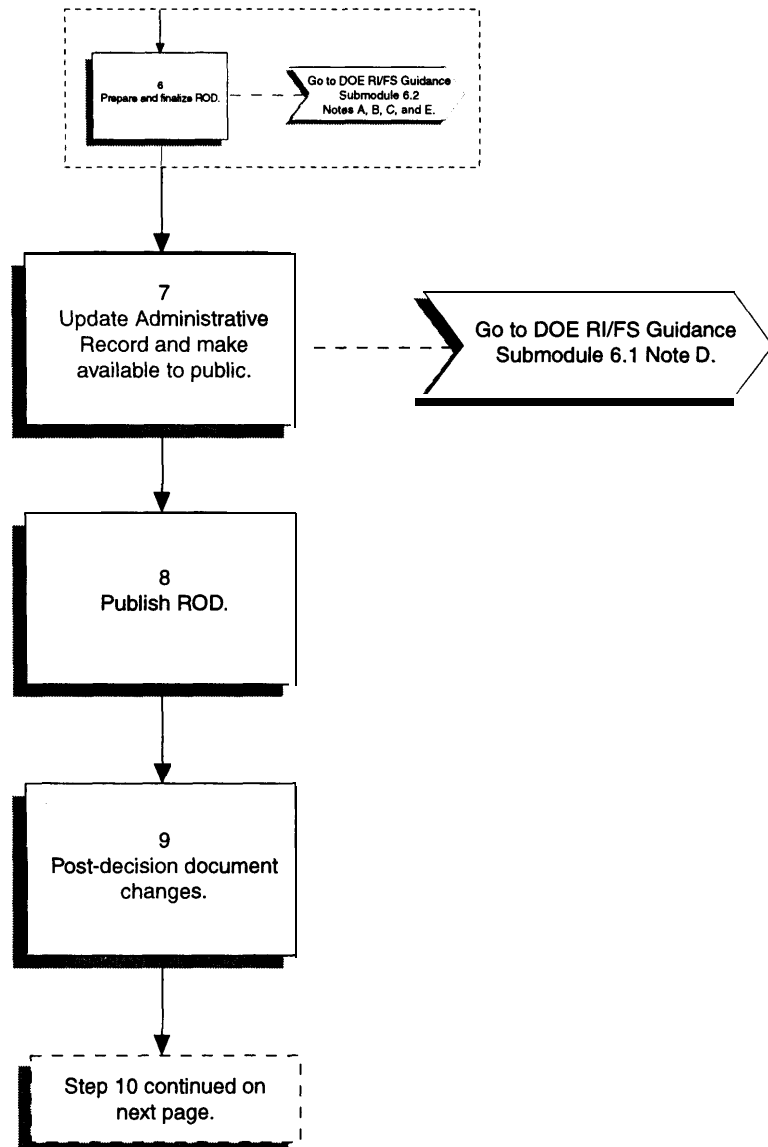 6
Prepare and finalize ROD.
Go to DOE RI/FS Guidance
Submodule 6.2
Notes A, B, C, and E.
7
Update Administrative
Record and make
available to public.
Go to DOE RI/FS Guidance
Submodule 6.1 Note D.
8
Publish ROD.
9
Post-decision document
changes.
Step 10 continued on
next page.